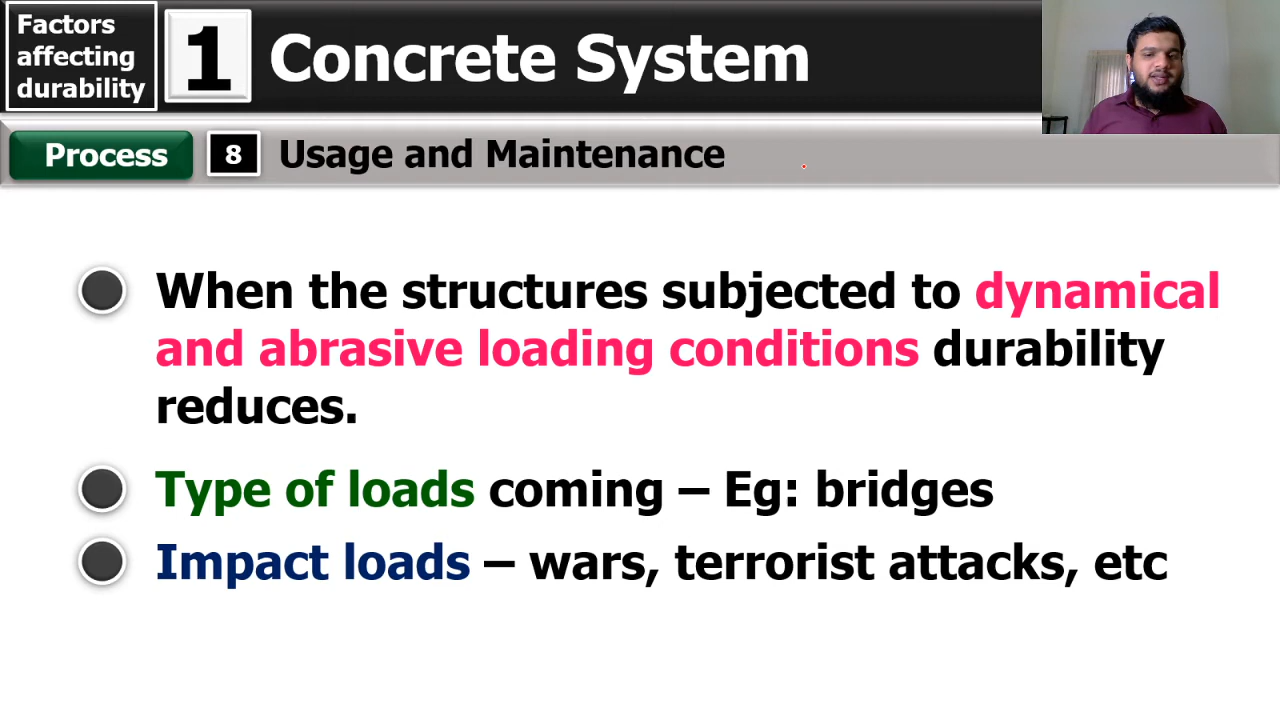 Factors
affecting
durability
1
Concrete System
Process
8
Usage and Maintenance
When the structures subjected to dynamical
and abrasive loading conditions durability
reduces.
Type of loads coming – Eg: bridges
Impact loads – wars, terrorist attacks, etc